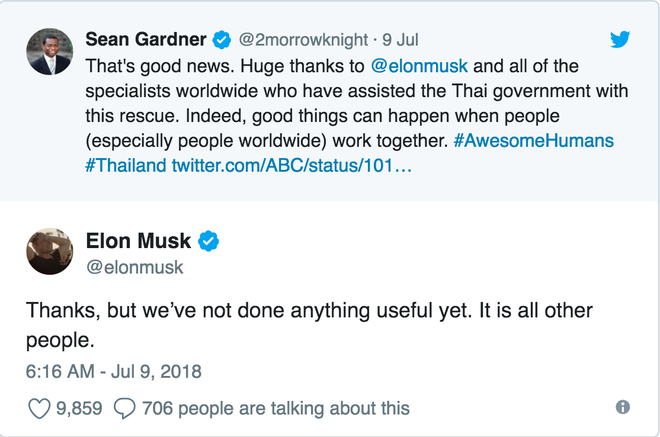 Sean Gardner @2morrowknight · 9 Jul
That's good news. Huge thanks to @elonmusk and all of the
specialists worldwide who have assisted the Thai government with
this rescue. Indeed, good things can happen when people
(especially people worldwide) work together. #AwesomeHumans
#Thailand twitter.com/ABC/status/101…
Elon Musk
@elonmusk
Thanks, but we’ve not done anything useful yet. It is all other
people.
6:16 AM - Jul 9, 2018
9,859 706 people are talking about this